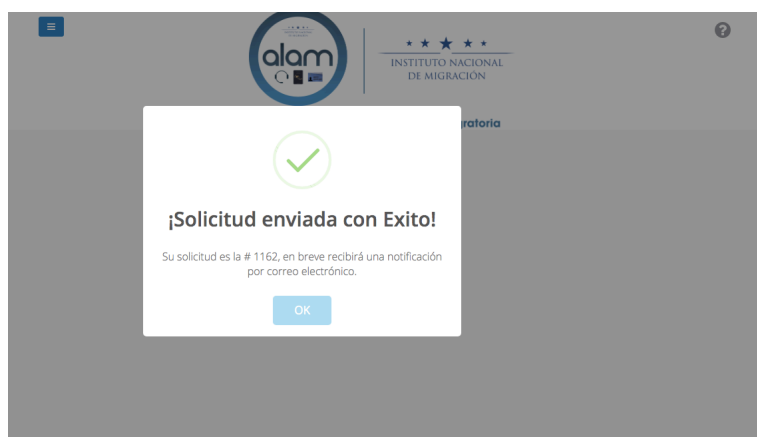 alam
INSTITUTO NACIONAL
DE MIGRACIÓN
gratoria
¡Solicitud enviada con Exito!
Su solicitud es la # 1162, en breve recibirá una notificación
por correo electrónico.
OK